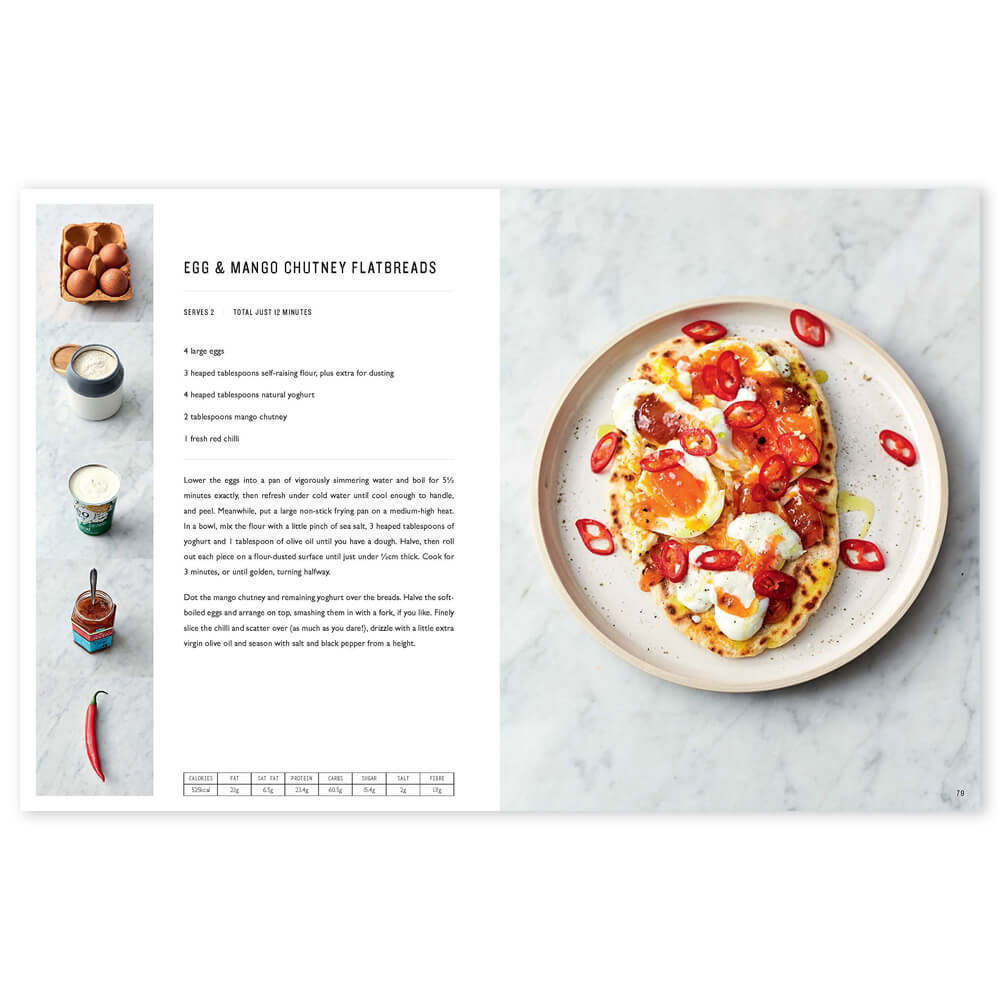 EGG & MANGO CHUTNEY FLATBREADS
SERVES 2 TOTAL JUST 12 MINUTES
4 large eggs
3 heaped tablespoons self-raising flour, plus extra for dusting
4 heaped tablespoons natural yoghurt
2 tablespoons mango chutney
1 fresh red chilli
Lower the eggs into a pan of vigorously simmering water and boil for 5½
minutes exactly, then refresh under cold water until cool enough to handle,
and peel. Meanwhile, put a large non-stick frying pan on a medium-high heat.
In a bowl, mix the flour with a little pinch of sea salt, 3 heaped tablespoons of
yoghurt and 1 tablespoon of olive oil until you have a dough. Halve, then roll
out each piece on a flour-dusted surface until just under ½cm thick. Cook for
3 minutes, or until golden, turning halfway.
Dot the mango chutney and remaining yoghurt over the breads. Halve the soft-
boiled eggs and arrange on top, smashing them in with a fork, if you like. Finely
slice the chilli and scatter over (as much as you dare!), drizzle with a little extra
virgin olive oil and season with salt and black pepper from a height.
CALORIES FAT SAT FAT PROTEIN CARBS SUGAR SALT FIBRE
525kcal 6.5g 23.4g 60.5g 15.4g 2g